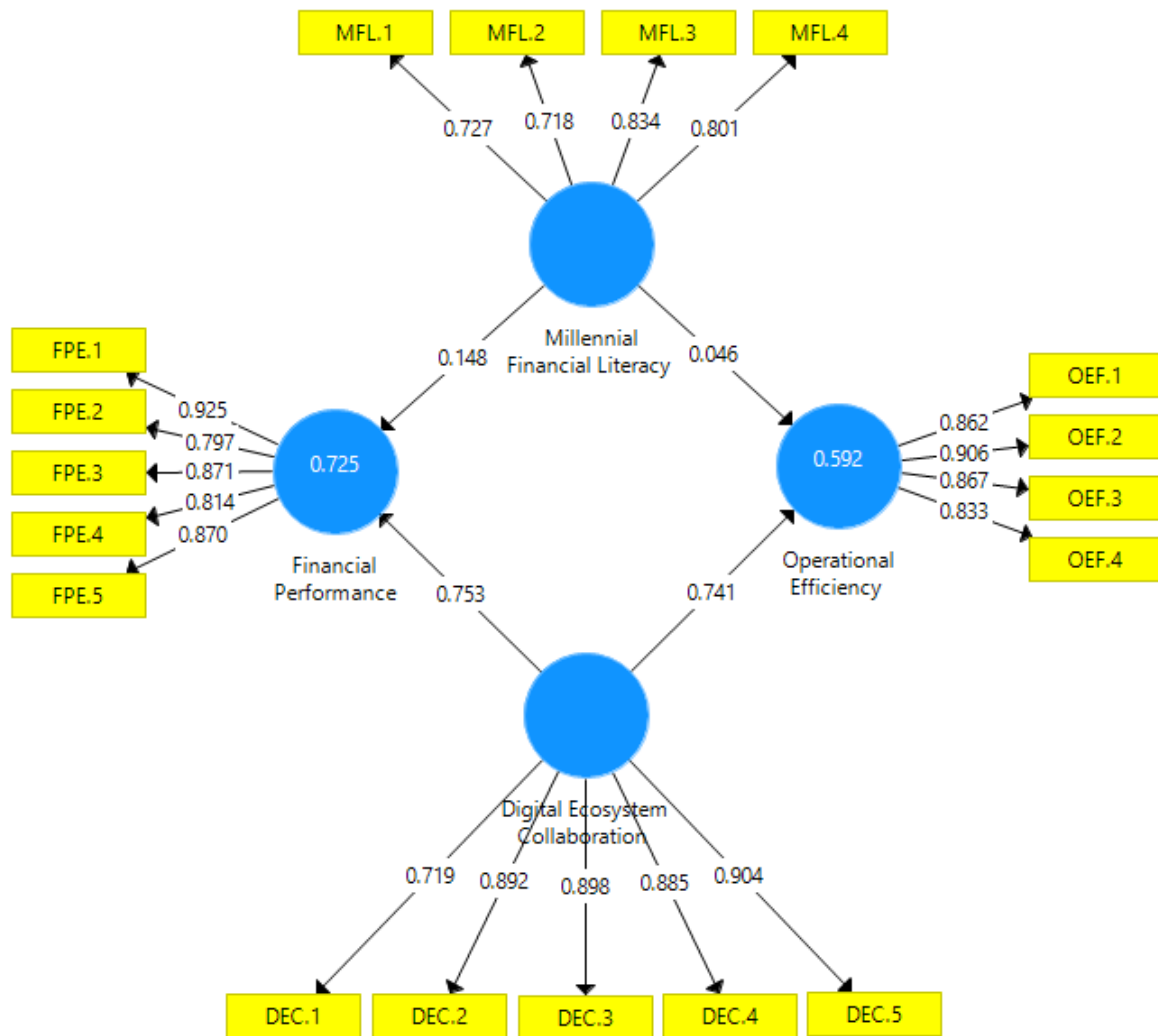 MFL.1
MFL.2
MFL.3
MFL.4
0.727
0.718
0.834
0.801
Millennial
Financial Literacy
0.148
0.046
FPE.1
FPE.2
FPE.3
FPE.4
FPE.5
0.925
0.797
0.871
0.814
0.870
0.725
Financial
Performance
0.592
Operational
Efficiency
0.862
0.906
0.867
0.833
OEF.1
OEF.2
OEF.3
OEF.4
0.753
0.741
Digital Ecosystem
Collaboration
0.719
0.892
0.898
0.885
0.904
DEC.1
DEC.2
DEC.3
DEC.4
DEC.5